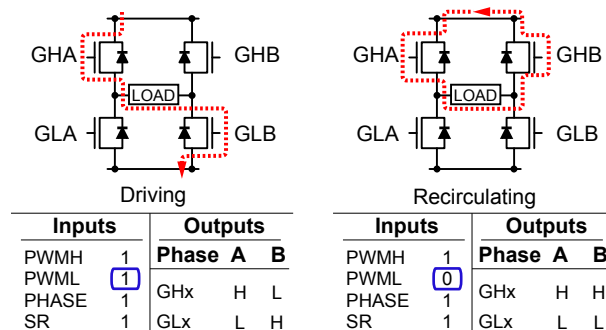 GHA GHB GHA GHB
LOAD LOAD
GLA GLB GLA GLB
Driving Recirculating
Inputs Outputs Inputs Outputs
PWMH 1 Phase A B PWMH 1 Phase A B
PWML 1 PWML 0
GHx H L GHx H H
PHASE 1 PHASE 1
SR 1 GLx L H SR 1 GLx L L